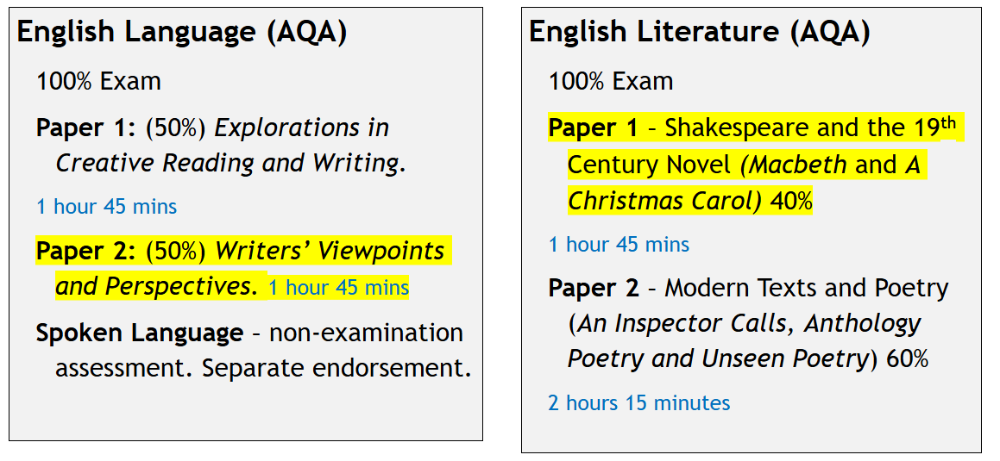 English Language (AQA)
100% Exam
Paper 1: (50%) Explorations in
Creative Reading and Writing.
1 hour 45 mins
Paper 2: (50%) Writers’ Viewpoints
and Perspectives. 1 hour 45 mins
Spoken Language – non-examination
assessment. Separate endorsement.
English Literature (AQA)
100% Exam
Paper 1 – Shakespeare and the 19th
Century Novel (Macbeth and A
Christmas Carol) 40%
1 hour 45 mins
Paper 2 – Modern Texts and Poetry
(An Inspector Calls, Anthology
Poetry and Unseen Poetry) 60%
2 hours 15 minutes